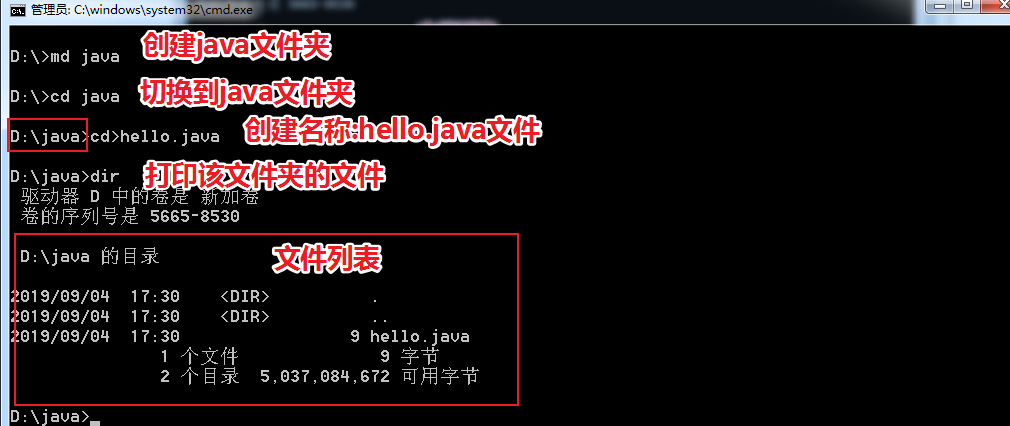 管理员: C:\windows\system32\cmd.exe
D:\>md java 创建java文件夹
D:\>cd java 切换到java文件夹
D:\java>cd>hello.java 创建名称:hello.java文件
D:\java>dir 打印该文件夹的文件
驱动器 D 中的卷是 新加卷
卷的序列号是 5665-8530
D:\java 的目录 文件列表
2019/09/04 17:30 <DIR> .
2019/09/04 17:30 <DIR> ..
2019/09/04 17:30 9 hello.java
1 个文件 9 字节
2 个目录 5,037,084,672 可用字节
D:\java>_